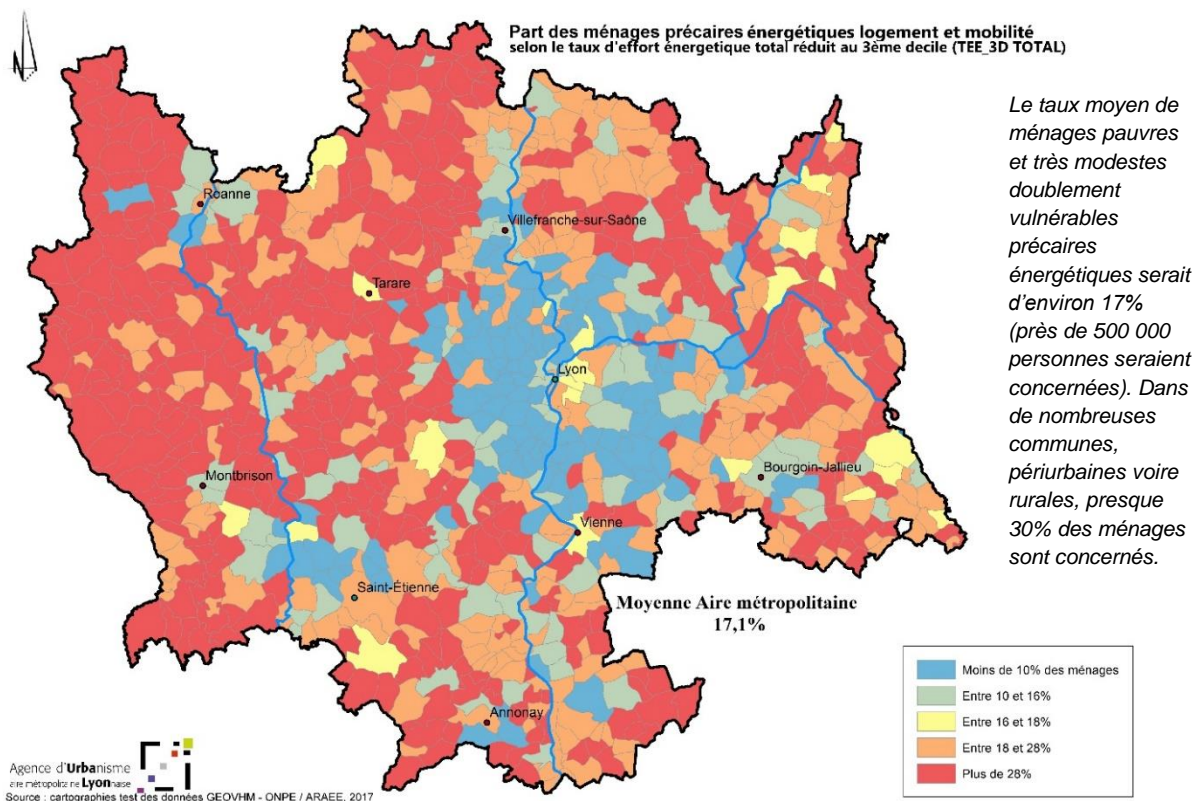 Part des ménages précaires énergétiques logement et mobilité
selon le taux d'effort énergetique total réduit au 3ème decile (TEE_3D TOTAL)
Le taux moyen de
ménages pauvres
et très modestes
doublement
vulnérables
précaires
énergétiques serait
d'environ 17%
(près de 500 000
personnes seraient
concernées). Dans
de nombreuses
communes,
périurbaines voire
rurales, presque
30% des ménages
sont concernés.
Roanne
Villefranche-sur-Saône
Tarare
Lyon
Montbrison
Bourgoin-Jallieu
Vienne
Saint-Étienne
Annonay
Moyenne Aire métropolitaine
17,1%
Moins de 10% des ménages
Entre 10 et 16%
Entre 16 et 18%
Entre 18 et 28%
Plus de 28%
Agence d'Urbanisme
aire métropolitaine Lyonnaise
Source : cartographies test des données GEOVHM - ONPE / ARAEE, 2017